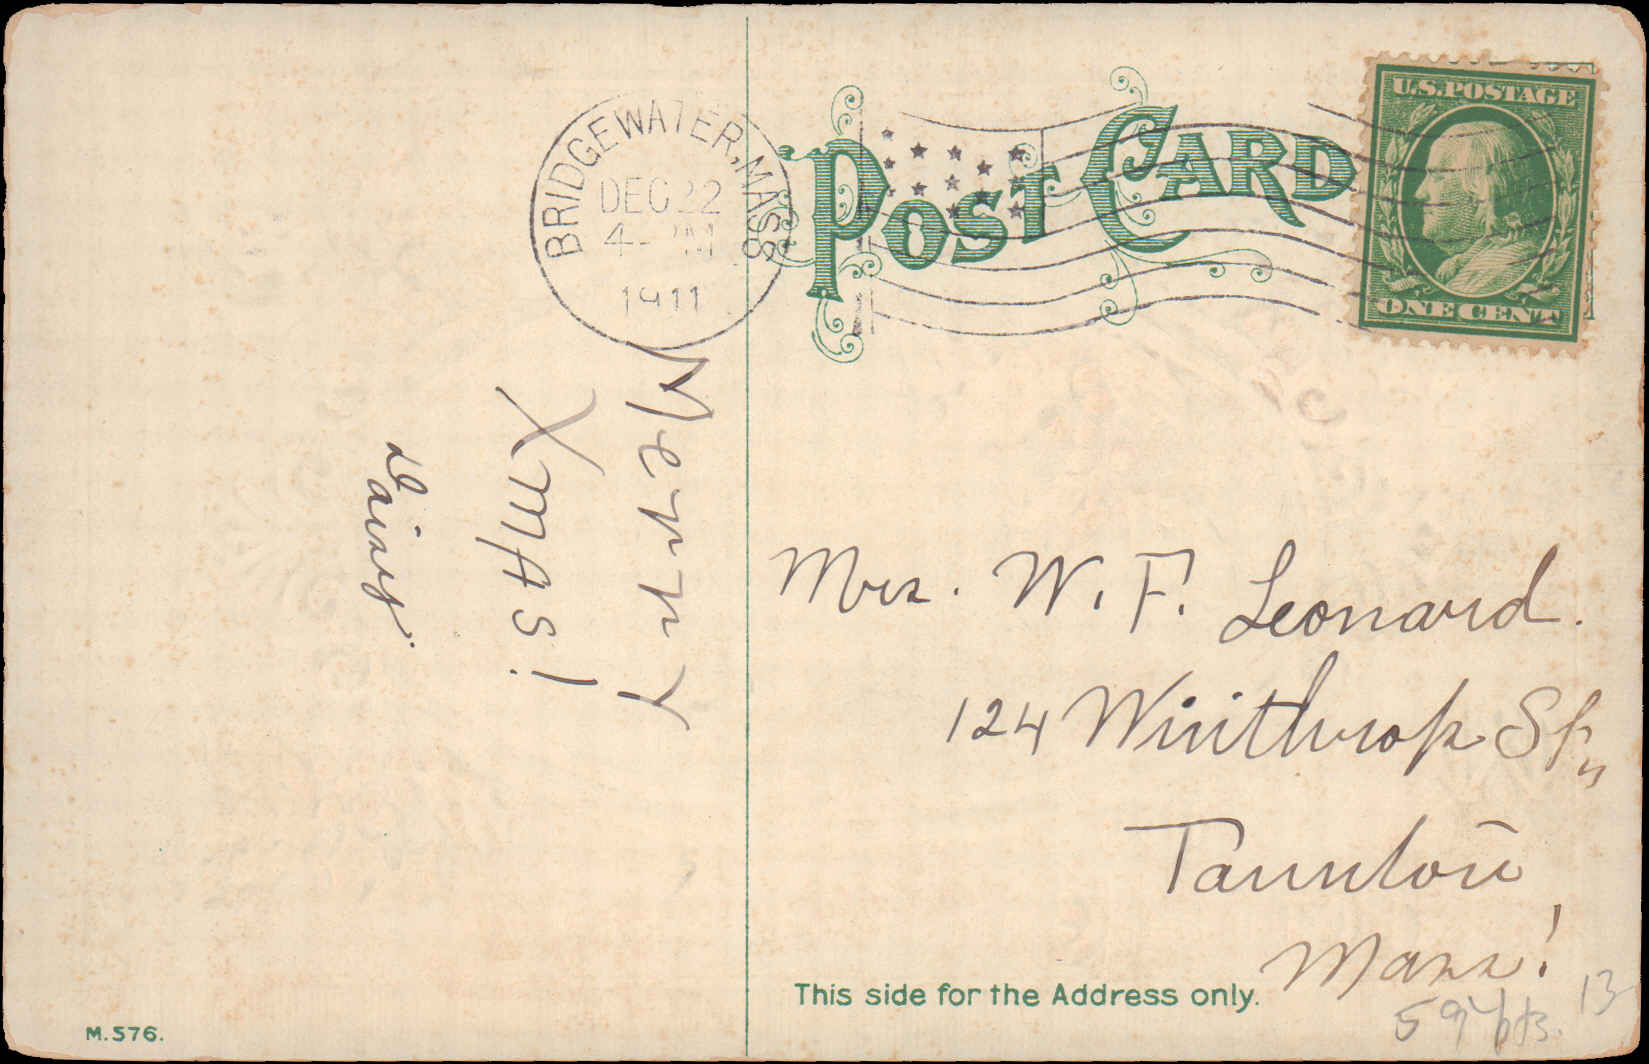 BRIDGEWATER, MASS
DEC 22
4- PM
1911
POST CARD
U.S. POSTAGE
ONE CENT
Merry
XMAS!
Daisy.
Mrs. W. F. Leonard.
124 Winthrop St.,
Taunton
Mass!
This side for the Address only.
M. 576.
13